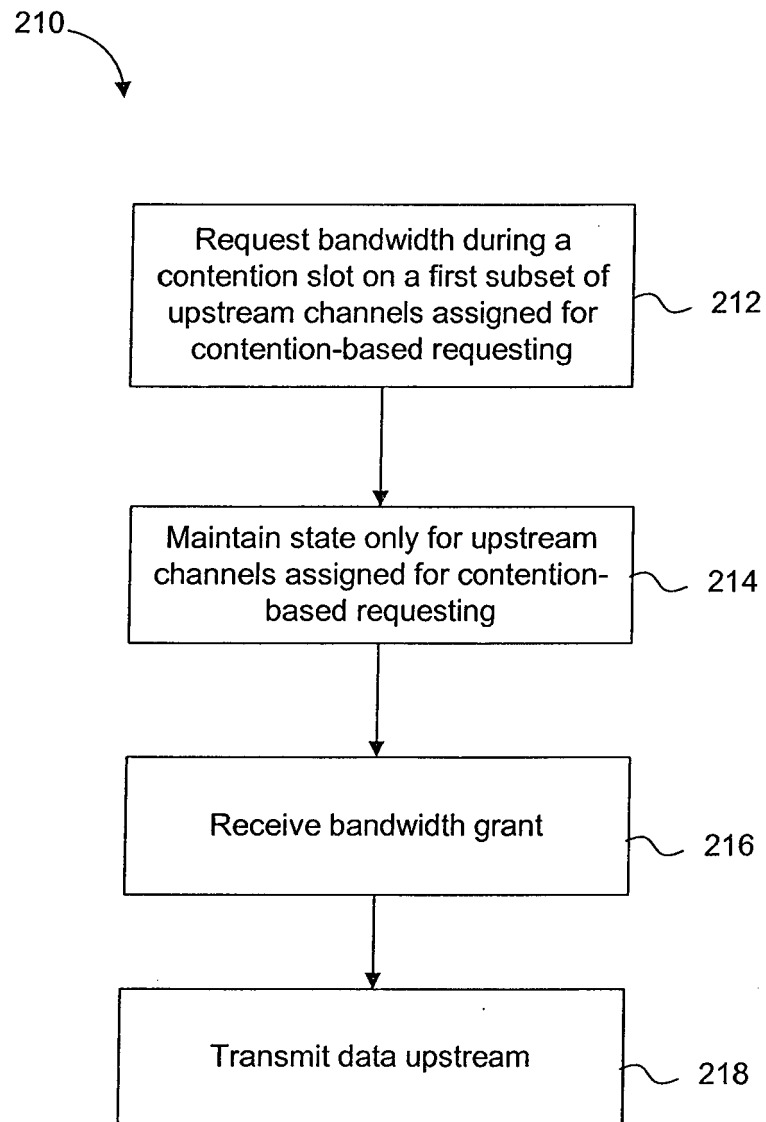 210
Request bandwidth during a
contention slot on a first subset of
upstream channels assigned for
contention-based requesting
212
Maintain state only for upstream
channels assigned for contention-
based requesting
214
Receive bandwidth grant
216
Transmit data upstream
218